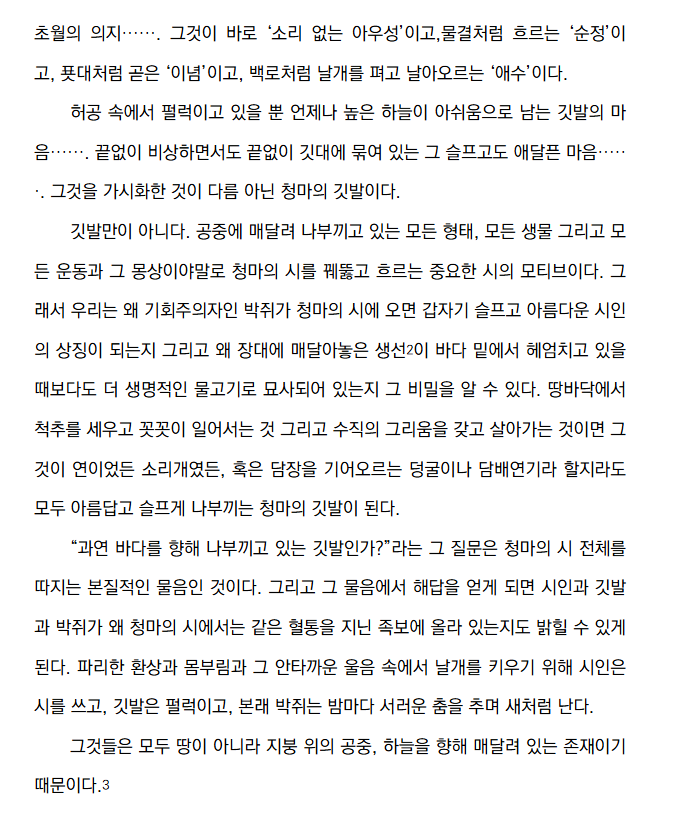 초월의 의지……. 그것이 바로 ‘소리 없는 아우성’이고,물결처럼 흐르는 ‘순정’이
고, 푯대처럼 곧은 ‘이념’이고, 백로처럼 날개를 펴고 날아오르는 ‘애수’이다.
허공 속에서 펄럭이고 있을 뿐 언제나 높은 하늘이 아쉬움으로 남는 깃발의 마
음……. 끝없이 비상하면서도 끝없이 깃대에 묶여 있는 그 슬프고도 애달픈 마음……
·. 그것을 가시화한 것이 다름 아닌 청마의 깃발이다.
깃발만이 아니다. 공중에 매달려 나부끼고 있는 모든 형태, 모든 생물 그리고 모
든 운동과 그 몽상이야말로 청마의 시를 꿰뚫고 흐르는 중요한 시의 모티브이다. 그
래서 우리는 왜 기회주의자인 박쥐가 청마의 시에 오면 갑자기 슬프고 아름다운 시인
의 상징이 되는지 그리고 왜 장대에 매달아놓은 생선2이 바다 밑에서 헤엄치고 있을
때보다도 더 생명적인 물고기로 묘사되어 있는지 그 비밀을 알 수 있다. 땅바닥에서
척추를 세우고 꼿꼿이 일어서는 것 그리고 수직의 그리움을 갖고 살아가는 것이면 그
것이 연이었든 소리개였든, 혹은 담장을 기어오르는 덩굴이나 담배연기라 할지라도
모두 아름답고 슬프게 나부끼는 청마의 깃발이 된다.
“과연 바다를 향해 나부끼고 있는 깃발인가?”라는 그 질문은 청마의 시 전체를
따지는 본질적인 물음인 것이다. 그리고 그 물음에서 해답을 얻게 되면 시인과 깃발
과 박쥐가 왜 청마의 시에서는 같은 혈통을 지닌 족보에 올라 있는지도 밝힐 수 있게
된다. 파리한 환상과 몸부림과 그 안타까운 울음 속에서 날개를 키우기 위해 시인은
시를 쓰고, 깃발은 펄럭이고, 본래 박쥐는 밤마다 서러운 춤을 추며 새처럼 난다.
그것들은 모두 땅이 아니라 지붕 위의 공중, 하늘을 향해 매달려 있는 존재이기
때문이다.3